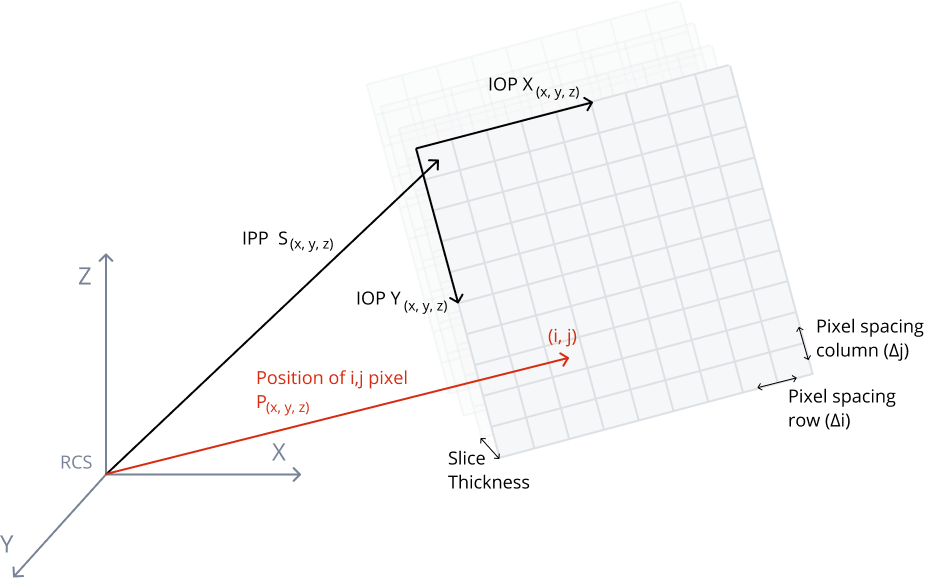 IOP X (x, y, z)
IPP S (x, y, z)
Z
IOP Y (x, y, z)
(i, j)
Pixel spacing
column (Δj)
Position of i,j pixel
P(x, y, z)
Pixel spacing
row (Δi)
X
RCS
Slice
Thickness
Y